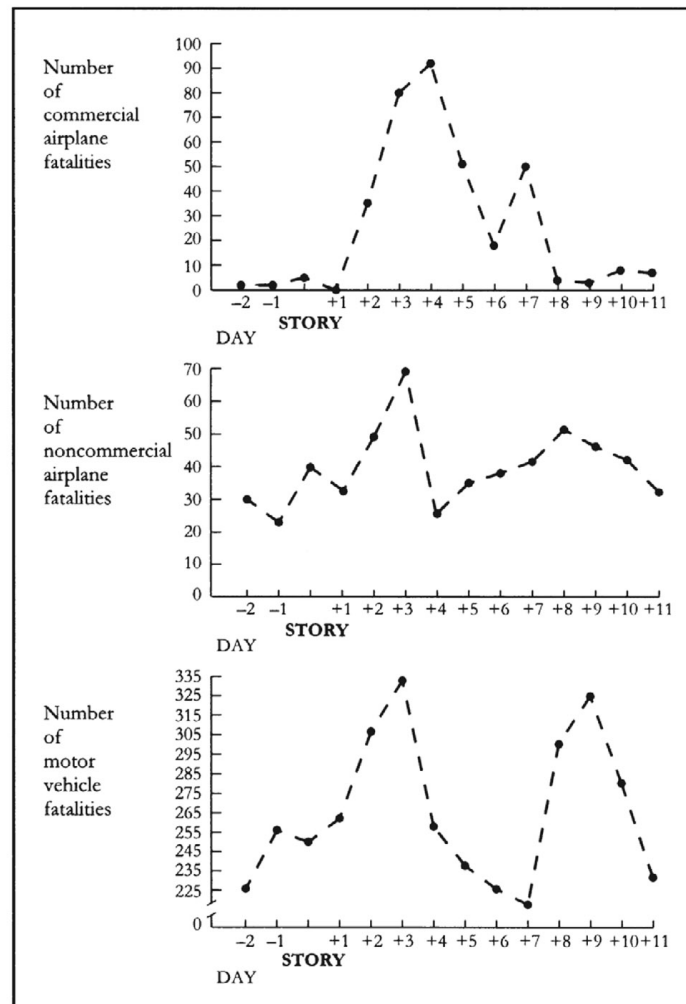 Number
of
commercial
airplane
fatalities
100
90
80
70
60
50
40
30
20
10
0
–2 –1 +1 +2 +3 +4 +5 +6 +7 +8 +9 +10 +11
STORY
DAY
Number
of
noncommercial
airplane
fatalities
70
60
50
40
30
20
10
0
–2 –1 +1 +2 +3 +4 +5 +6 +7 +8 +9 +10 +11
STORY
DAY
Number
of
motor
vehicle
fatalities
335
325
315
305
295
285
275
265
255
245
235
225
0
–2 –1 +1 +2 +3 +4 +5 +6 +7 +8 +9 +10 +11
STORY
DAY